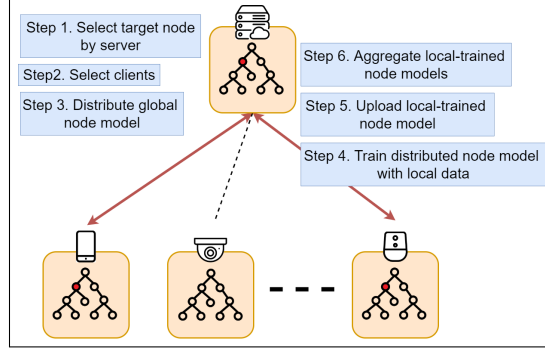 Step 1. Select target node
by server
Step2. Select clients
Step 3. Distribute global
node model
Step 6. Aggregate local-trained
node models
Step 5. Upload local-trained
node model
Step 4. Train distributed node model
with local data